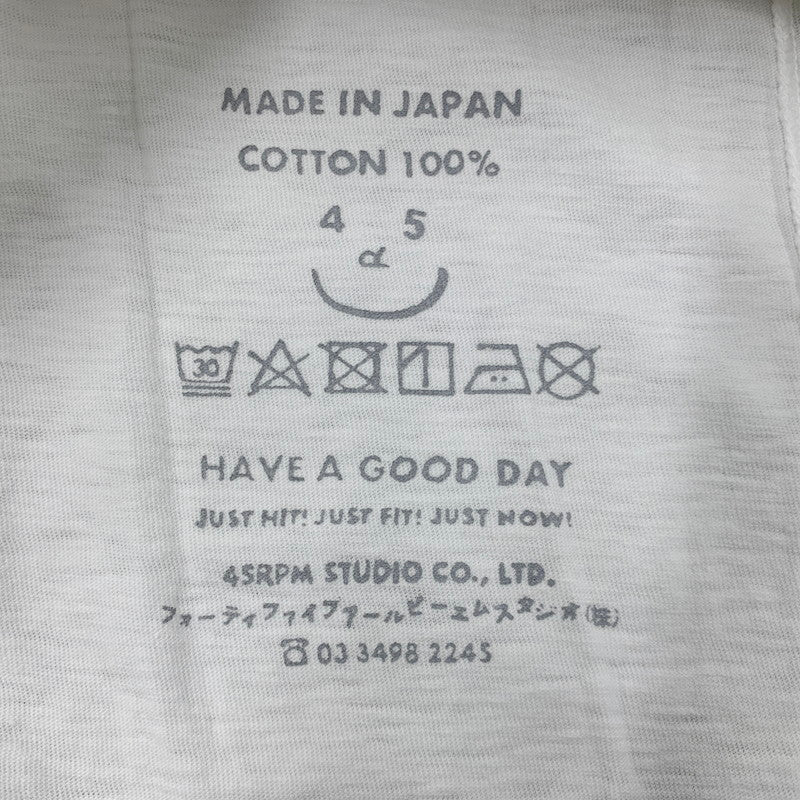 MADE IN JAPAN
COTTON 100%
4 5
R
30
HAVE A GOOD DAY
JUST HIT! JUST FIT! JUST NOW!
45RPM STUDIO CO., LTD.
フォーティファイブアールピーエムスタジオ(株)
☎03 3498 2245